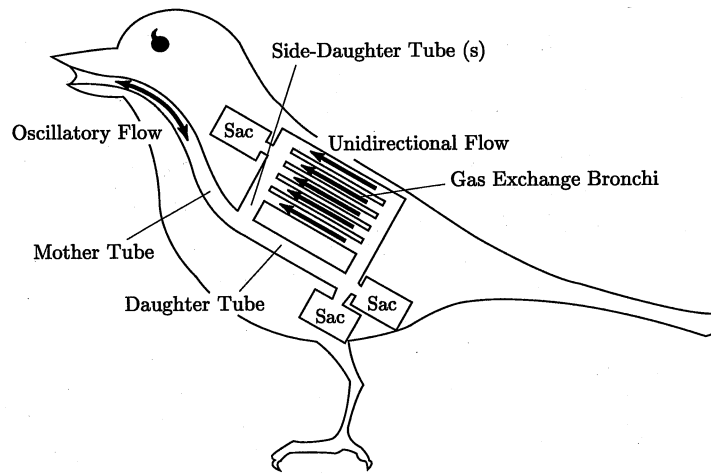 Side-Daughter Tube (s)
Sac
Oscillatory Flow
Unidirectional Flow
Gas Exchange Bronchi
Mother Tube
Daughter Tube
Sac
Sac